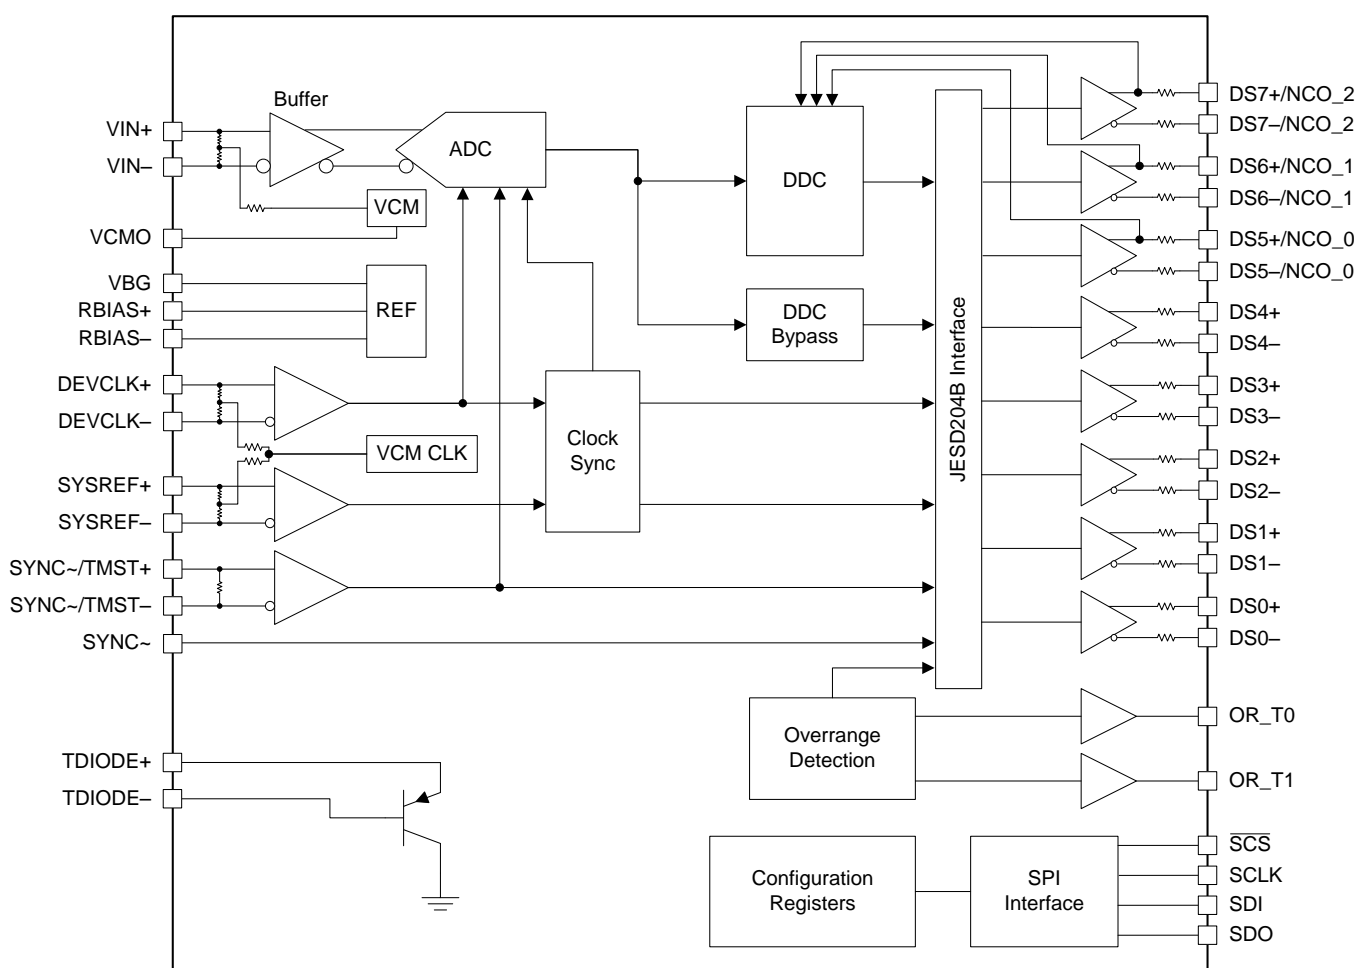 Buffer
VIN+
VIN–
ADC
VCM
VCMO
VBG
RBIAS+
RBIAS–
REF
DEVCLK+
DEVCLK–
VCM CLK
SYSREF+
SYSREF–
Clock
Sync
SYNC~/TMST+
SYNC~/TMST–
SYNC~
TDIODE+
TDIODE–
DDC
DDC
Bypass
JESD204B Interface
Overrange
Detection
Configuration
Registers
SPI
Interface
DS7+/NCO_2
DS7–/NCO_2
DS6+/NCO_1
DS6–/NCO_1
DS5+/NCO_0
DS5–/NCO_0
DS4+
DS4–
DS3+
DS3–
DS2+
DS2–
DS1+
DS1–
DS0+
DS0–
OR_T0
OR_T1
SCS
SCLK
SDI
SDO